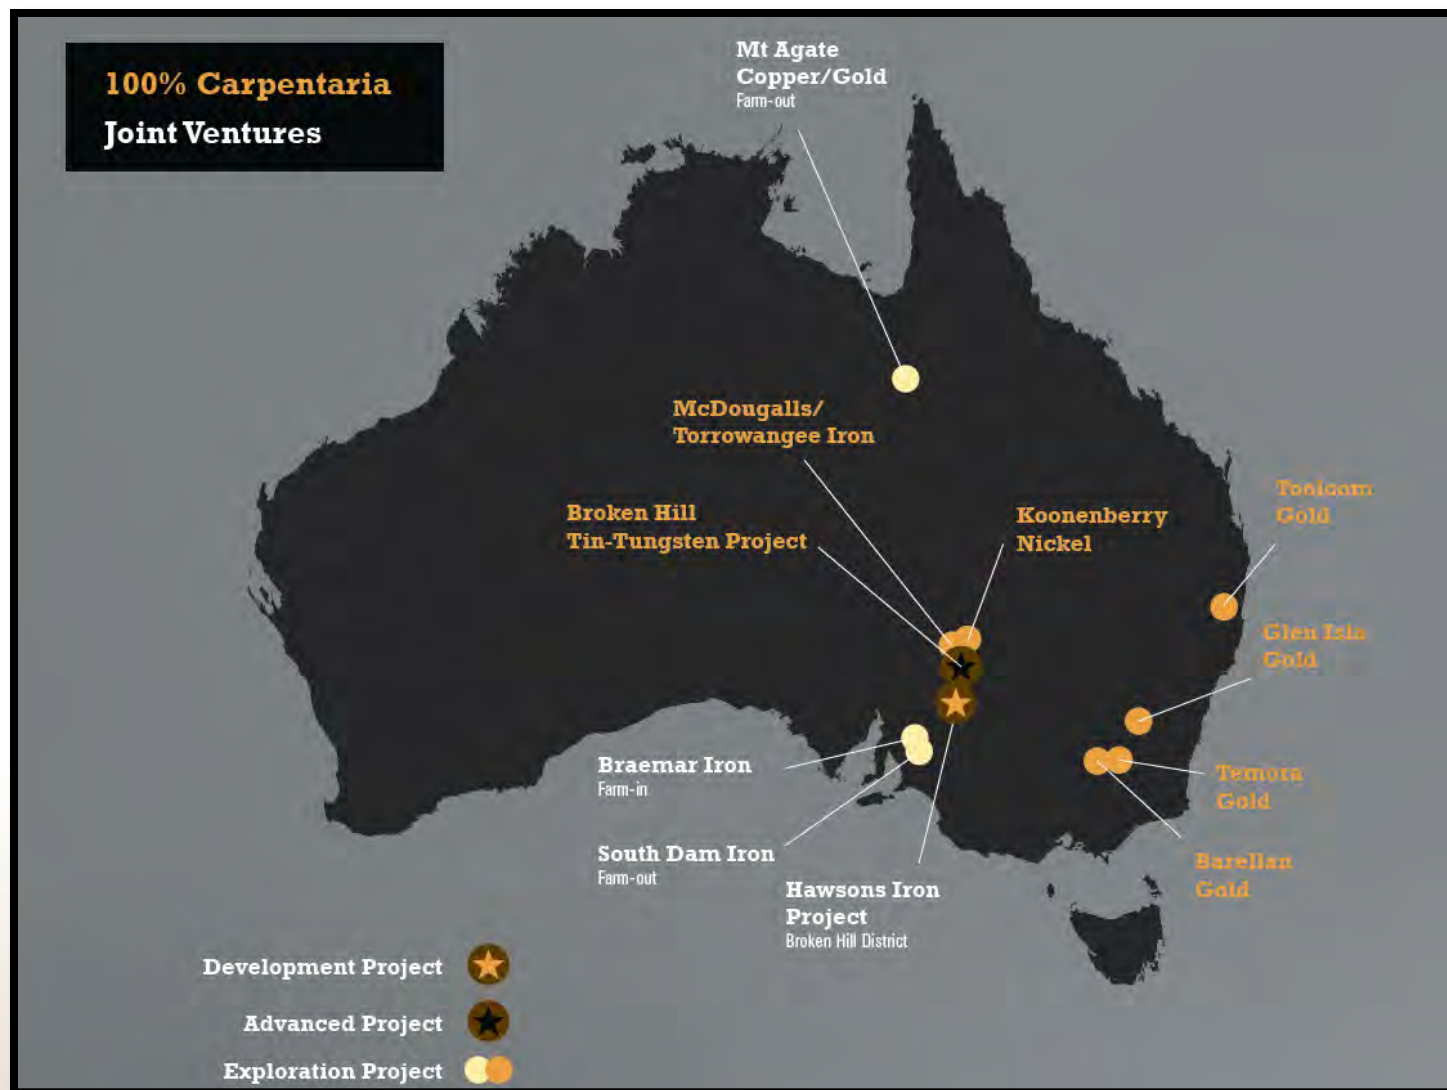 100% Carpentaria
Joint Ventures
Mt Agate
Copper/Gold
Farm-out
McDougalls/
Torrowangee Iron
Broken Hill
Tin-Tungsten Project
Koonenberry
Nickel
Tooloom
Gold
Glen Isla
Gold
Braemar Iron
Farm-in
Temora
Gold
South Dam Iron
Farm-out
Barellan
Gold
Hawsons Iron
Project
Broken Hill District
Development Project
Advanced Project
Exploration Project